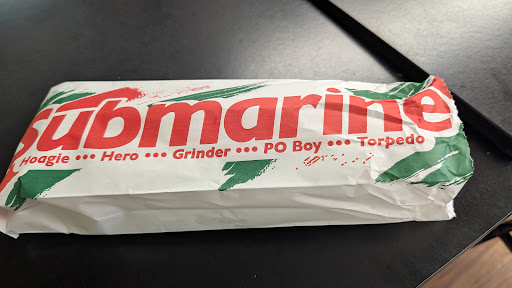 Submarine
Hoagie ••• Hero ••• Grinder ••• PO Boy ••• Torpedo